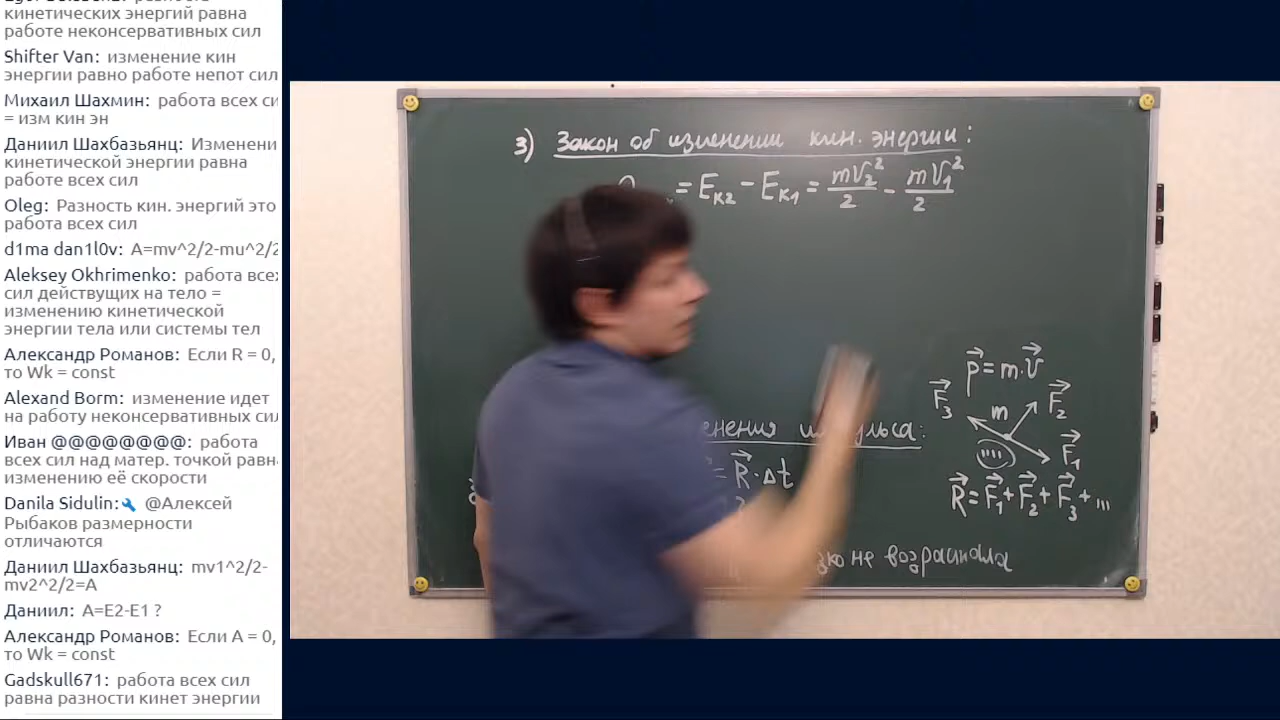 кинетических энергий равна
работе неконсервативных сил
Shifter Van: изменение кин
энергии равно работе непот сил
Михаил Шахмин: работа всех си
= изм кин эн
Даниил Шахбазьянц: Изменени
кинетической энергии равна
работе всех сил
Oleg: Разность кин. энергий это
работа всех сил
d1ma dan1l0v: A=mv^2/2-mu^2/2
Aleksey Okhrimenko: работа все
сил действущих на тело =
изменению кинетической
энергии тела или системы тел
Александр Романов: Если R = 0,
то Wk = const
Alexand Borm: изменение идет
на работу неконсервативных си
Иван @@@@@@@@: работа
всех сил над матер. точкой равн
изменению её скорости
Danila Sidulin: @Алексей
Рыбаков размерности
отличаются
Даниил Шахбазьянц: mv1^2/2-
mv2^2/2=A
Даниил: A=E2-E1 ?
Александр Романов: Если A = 0,
то Wk = const
Gadskull671: работа всех сил
равна разности кинет энергии
3) Закон об изменении кин. энергии:
= Eк2 − Eк1 = mV₂²/2 − mV₁²/2
p⃗ = m·v⃗
F⃗₃ m F⃗₂
F⃗₁
енения импульса:
= R⃗·Δt
R⃗=F⃗₁+F⃗₂+F⃗₃+...
не возрастала